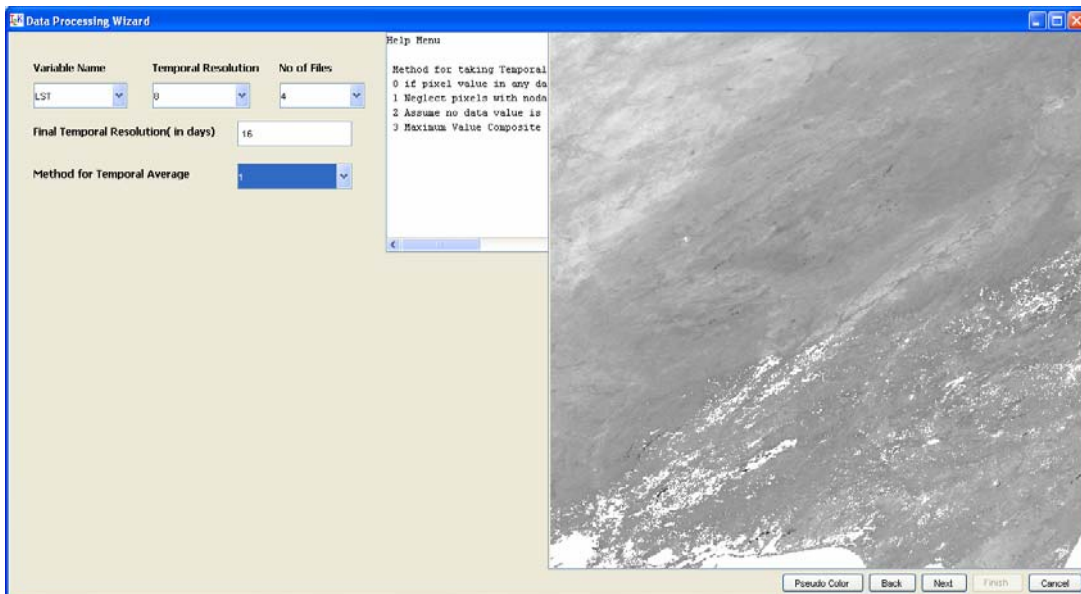 Data Processing Wizard
Variable Name Temporal Resolution No of Files
LST 8 4
Final Temporal Resolution( in days) 16
Method for Temporal Average 1
Help Menu
Method for taking Temporal
0 if pixel value in any da
1 Neglect pixels with noda
2 Assume no data value is
3 Maximum Value Composite
Pseudo Color Back Next Finish Cancel